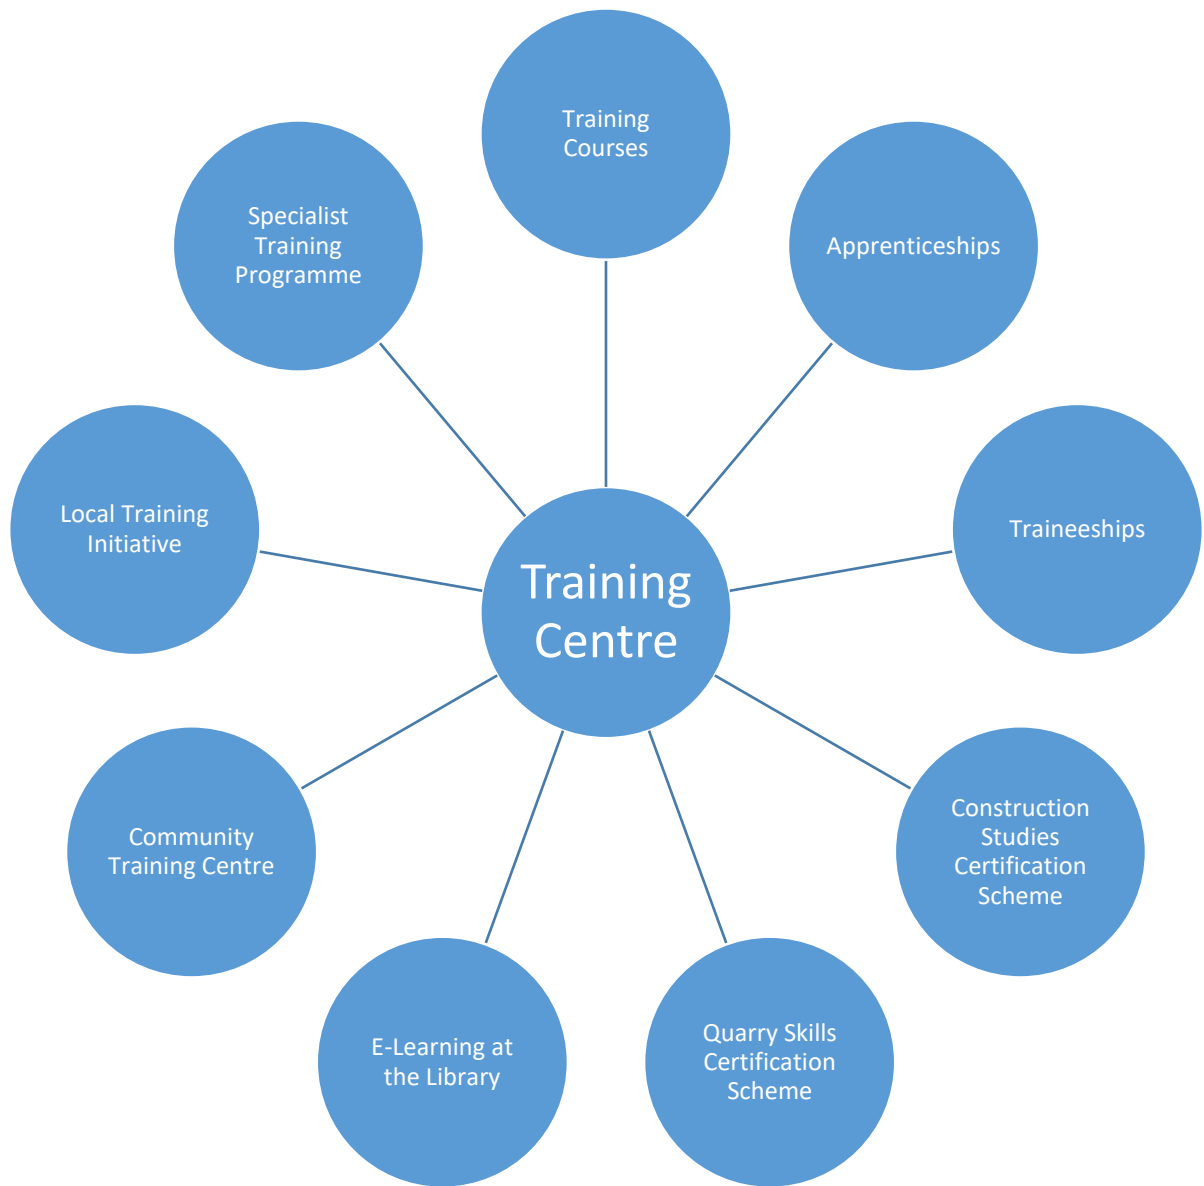 Training
Courses
Apprenticeships
Traineeships
Construction
Studies
Certification
Scheme
Quarry Skills
Certification
Scheme
E-Learning at
the Library
Community
Training Centre
Local Training
Initiative
Specialist
Training
Programme
Training
Centre